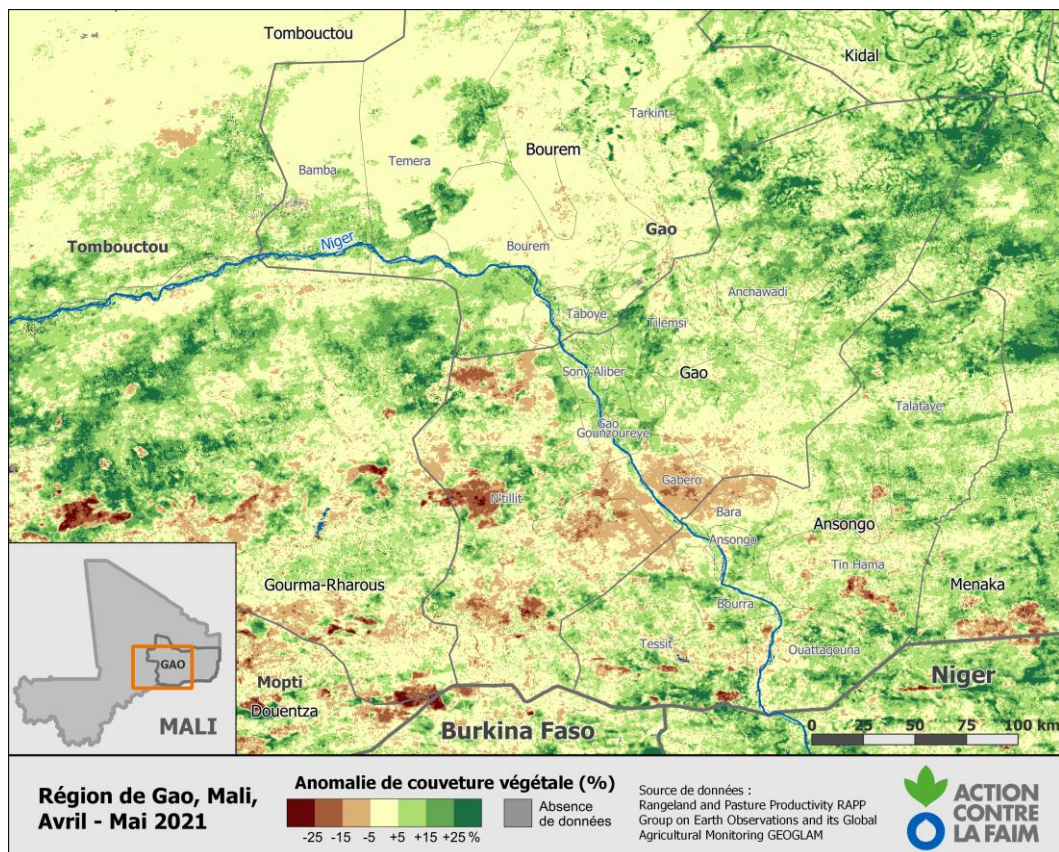 Tombouctou
Kidal
Tarkint
Bourem
Temera
Bamba
Gao
Tombouctou
Niger
Bourem
Anchawadi
Taboye
Tilemsi
Sony Aliber
Gao
Talataye
Gao
Gounzoureye
Gabero
N'tillit
Bara
Ansongo
Ansongo
Tin Hama
Gourma-Rharous
Menaka
Bourra
Tessit
Ouattagouna
Mopti
Niger
Douentza
Burkina Faso
0 25 50 75 100 km
GAO
MALI
Région de Gao, Mali,
Avril - Mai 2021
Anomalie de couveture végétale (%)
-25 -15 -5 +5 +15 +25 %
Absence
de données
Source de données :
Rangeland and Pasture Productivity RAPP
Group on Earth Observations and its Global
Agricultural Monitoring GEOGLAM
ACTION
CONTRE
LA FAIM